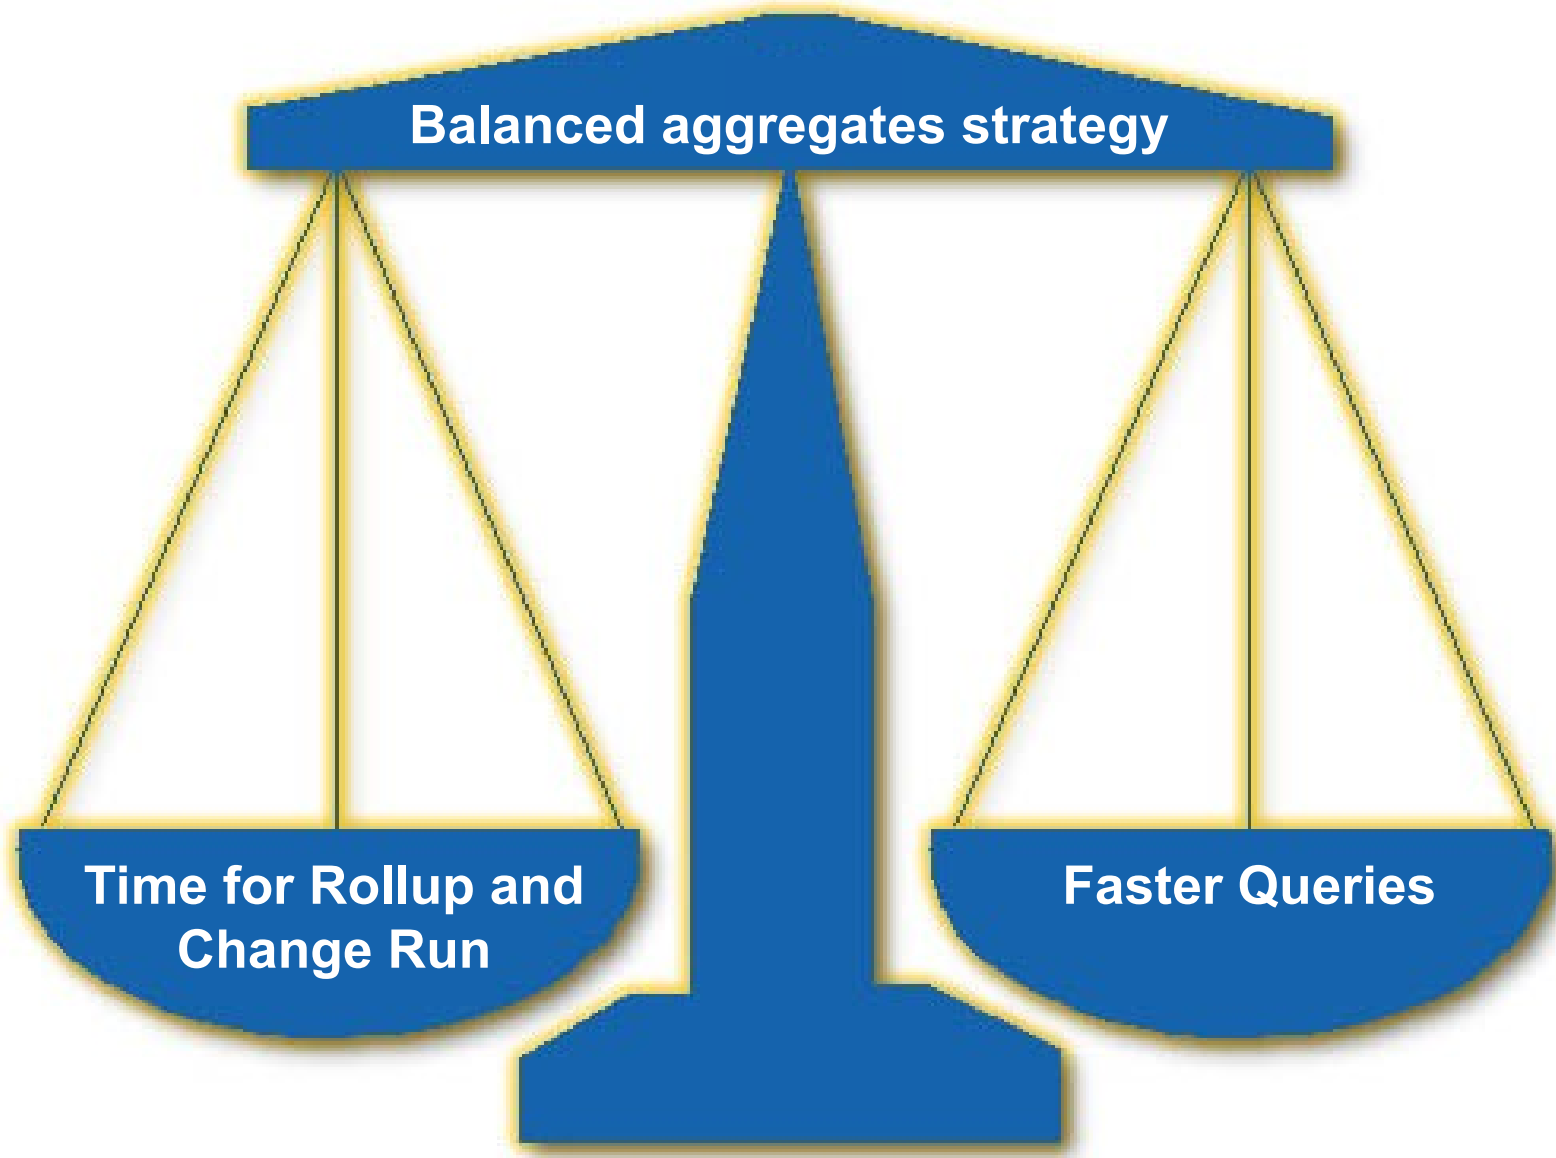 Balanced aggregates strategy
Time for Rollup and
Change Run
Faster Queries